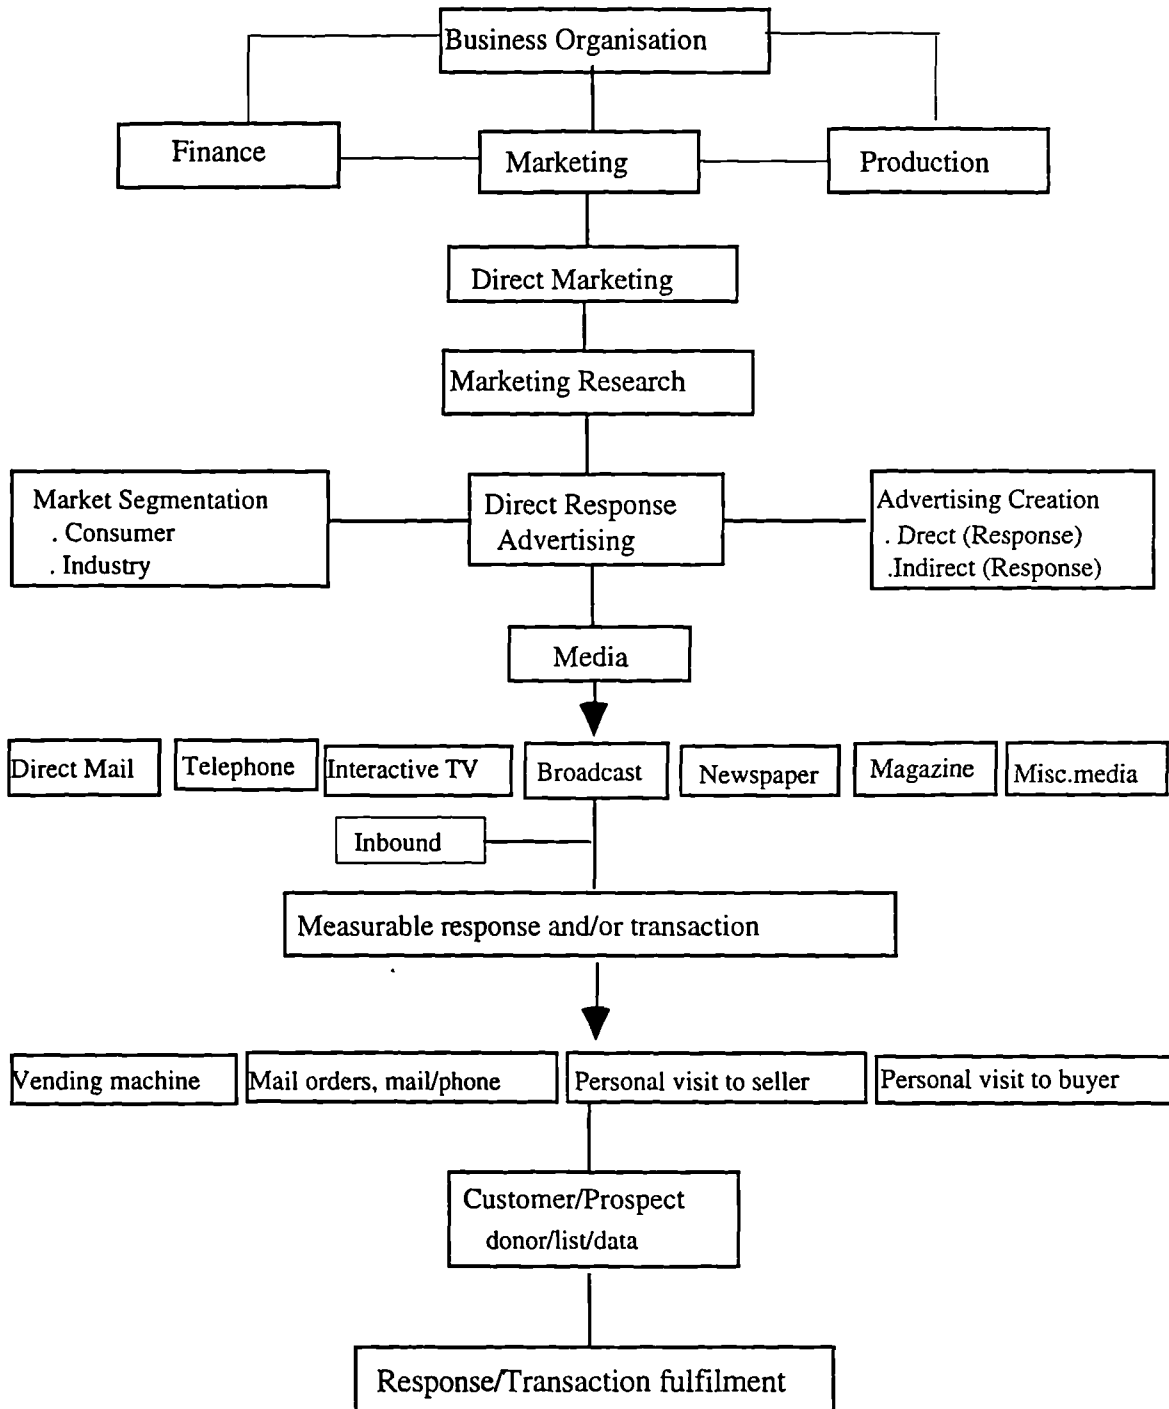 Business Organisation
Finance
Marketing
Production
Direct Marketing
Marketing Research
Market Segmentation
. Consumer
. Industry
Direct Response
Advertising
Advertising Creation
. Drect (Response)
.Indirect (Response)
Media
Direct Mail
Telephone
Interactive TV
Broadcast
Newspaper
Magazine
Misc.media
Inbound
Measurable response and/or transaction
Vending machine
Mail orders, mail/phone
Personal visit to seller
Personal visit to buyer
Customer/Prospect
donor/list/data
Response/Transaction fulfilment